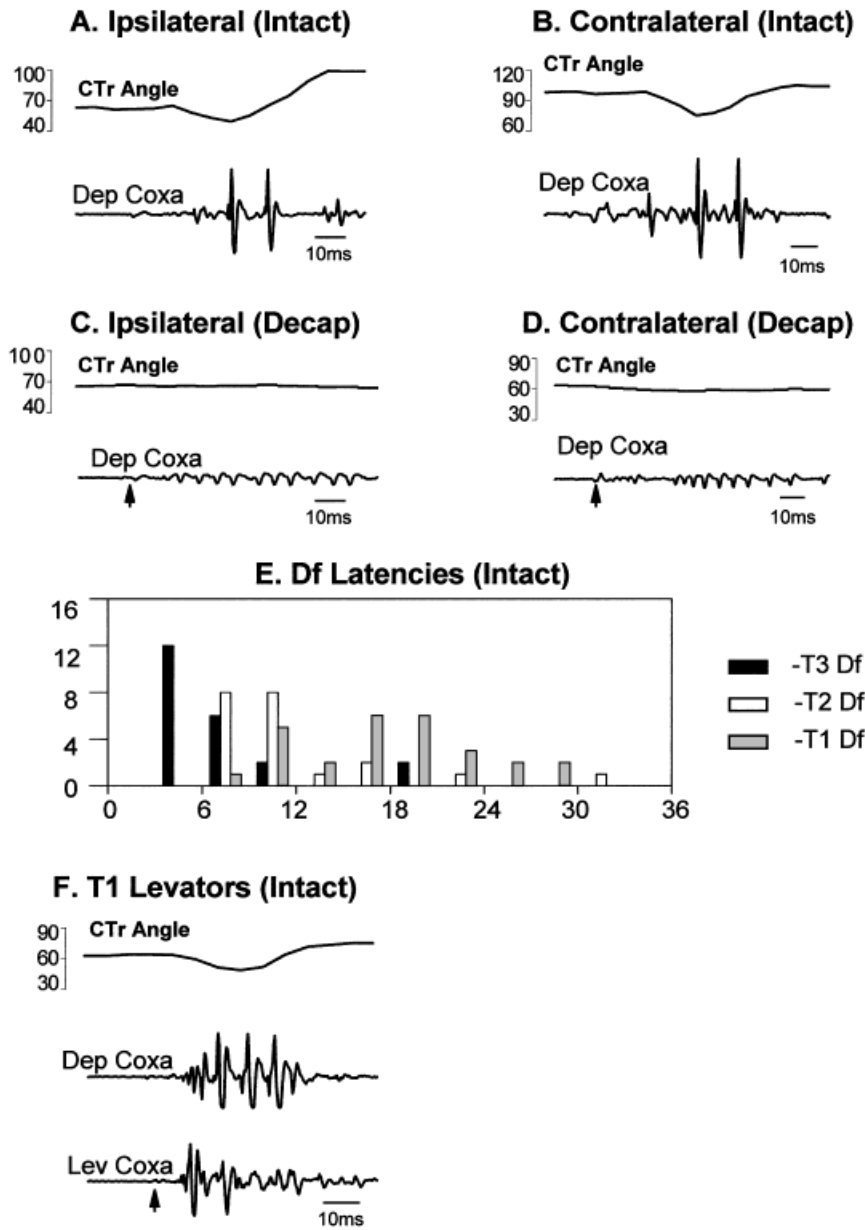 A. Ipsilateral (Intact)
100
70
40
CTr Angle
Dep Coxa
10ms
B. Contralateral (Intact)
120
90
60
CTr Angle
Dep Coxa
10ms
C. Ipsilateral (Decap)
100
70
40
CTr Angle
Dep Coxa
10ms
D. Contralateral (Decap)
90
60
30
CTr Angle
Dep Coxa
10ms
E. Df Latencies (Intact)
16
12
8
4
0
0 6 12 18 24 30 36
-T3 Df
-T2 Df
-T1 Df
F. T1 Levators (Intact)
90
60
30
CTr Angle
Dep Coxa
Lev Coxa
10ms